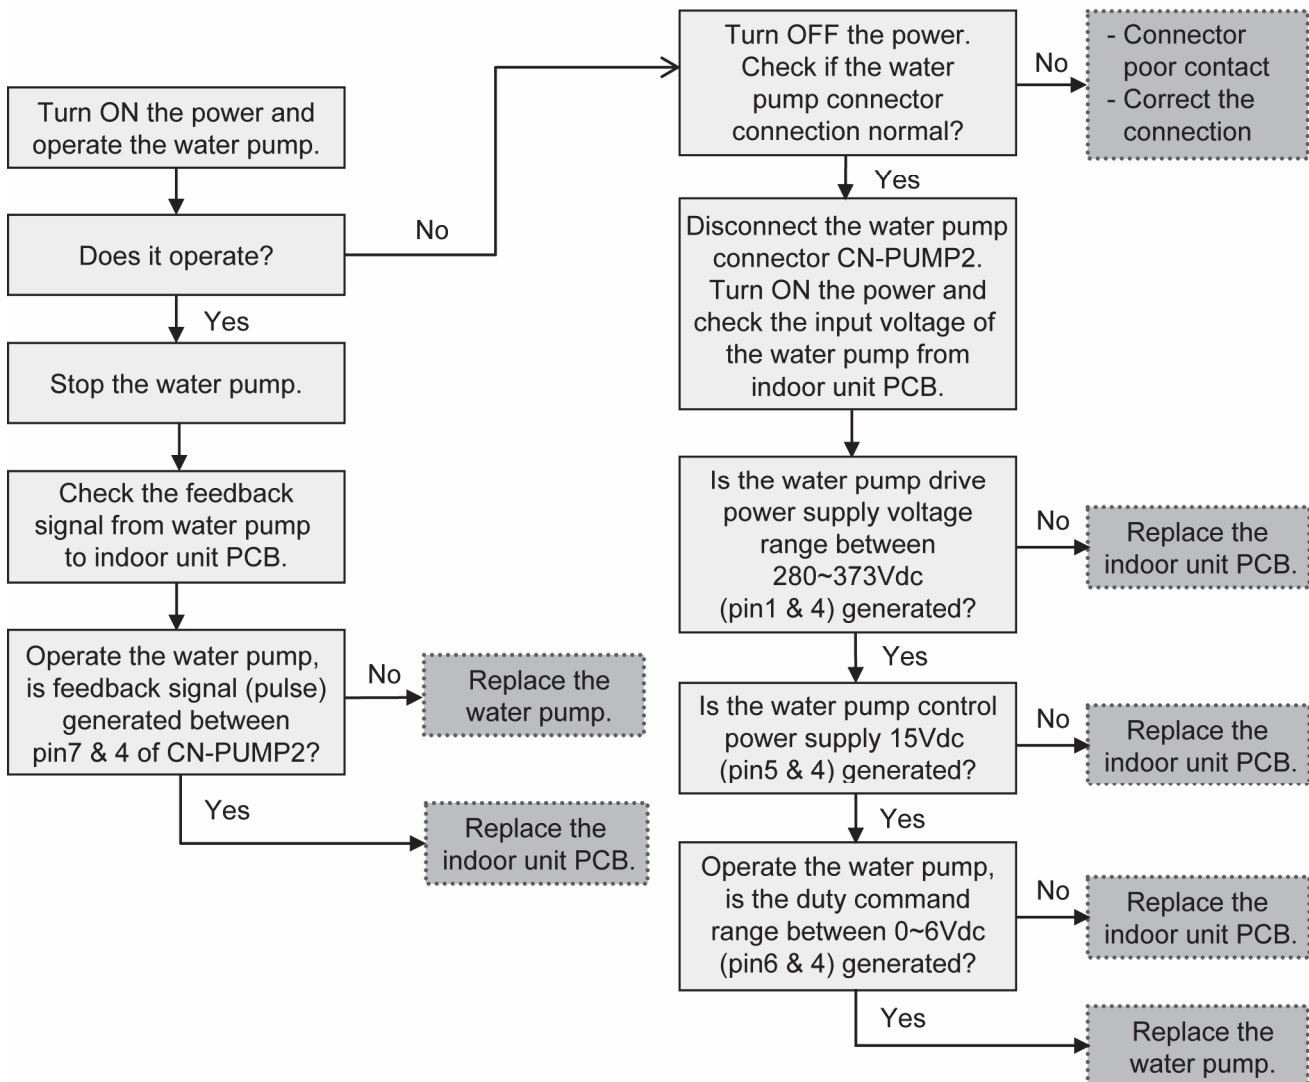 Turn ON the power and
operate the water pump.
Does it operate?
No
Yes
Stop the water pump.
Check the feedback
signal from water pump
to indoor unit PCB.
Operate the water pump,
is feedback signal (pulse)
generated between
pin7 & 4 of CN-PUMP2?
No
Replace the
water pump.
Yes
Replace the
indoor unit PCB.
Turn OFF the power.
Check if the water
pump connector
connection normal?
No
- Connector
poor contact
- Correct the
connection
Yes
Disconnect the water pump
connector CN-PUMP2.
Turn ON the power and
check the input voltage of
the water pump from
indoor unit PCB.
Is the water pump drive
power supply voltage
range between
280~373Vdc
(pin1 & 4) generated?
No
Replace the
indoor unit PCB.
Yes
Is the water pump control
power supply 15Vdc
(pin5 & 4) generated?
No
Replace the
indoor unit PCB.
Yes
Operate the water pump,
is the duty command
range between 0~6Vdc
(pin6 & 4) generated?
No
Replace the
indoor unit PCB.
Yes
Replace the
water pump.